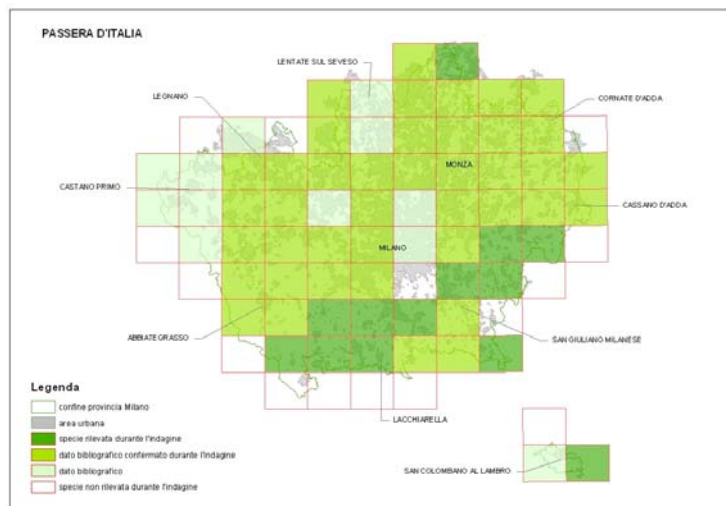 PASSERA D'ITALIA
LENTATE SUL SEVESO
LEGNANO
CORNATE D'ADDA
MONZA
CASTANO PRIMO
CASSANO D'ADDA
MILANO
ABBIATEGRASSO
SAN GIULIANO MILANESE
LACCHIARELLA
SAN COLOMBANO AL LAMBRO
Legenda
confine provincia Milano
area urbana
specie rilevata durante l'indagine
dato bibliografico confermato durante l'indagine
dato bibliografico
specie non rilevata durante l'indagine